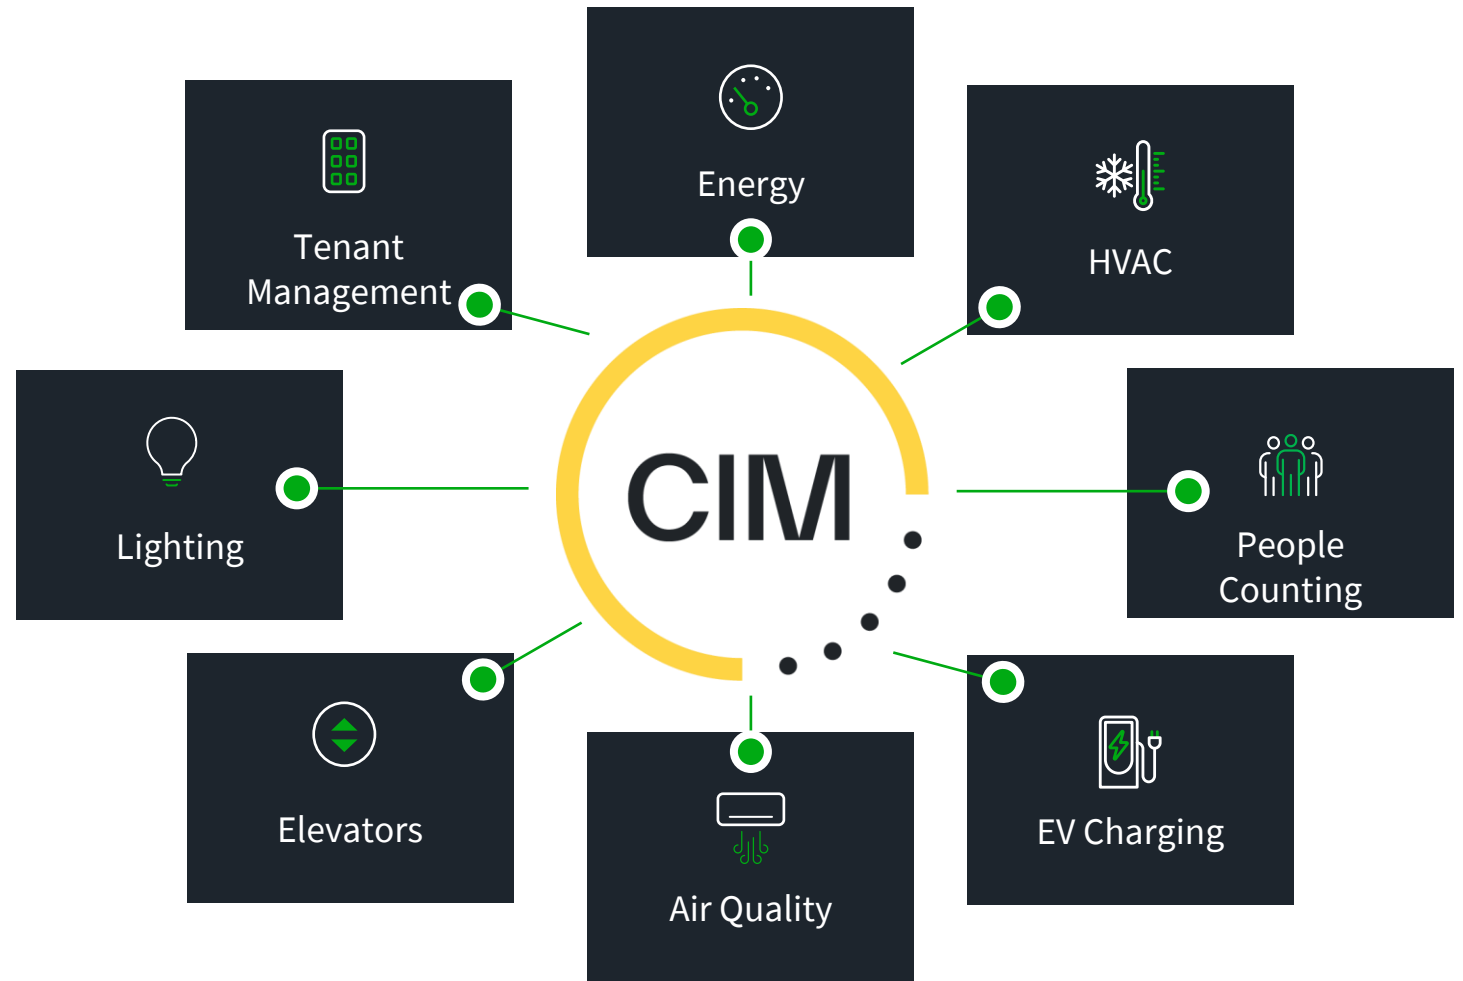 Energy
Tenant
Management
HVAC
CIM
Lighting
People
Counting
Elevators
EV Charging
Air Quality